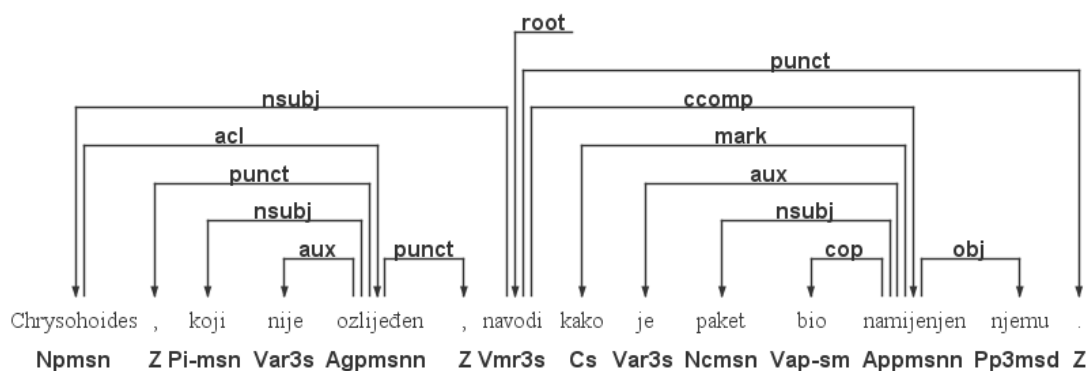 root
punct
nsubj ccomp
acl mark
punct aux
nsubj nsubj
aux punct cop obj
Chrysohoides , koji nije ozlijeđen , navodi kako je paket bio namijenjen njemu .
Npmsn Z Pi-msn Var3s Agpmsnn Z Vmr3s Cs Var3s Ncmsn Vap-sm Appmsnn Pp3msd Z